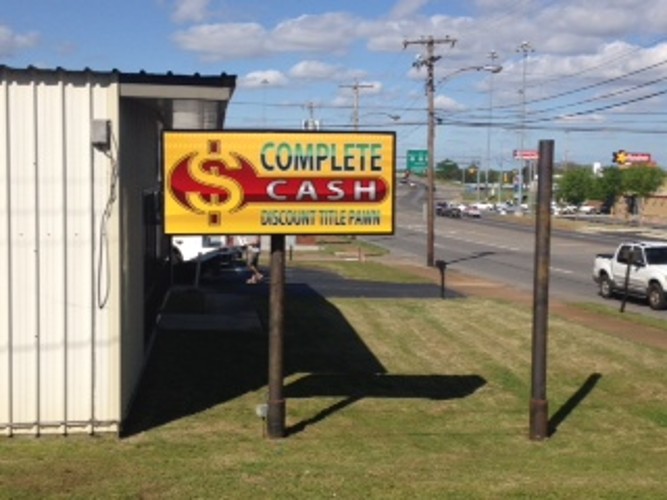 $ COMPLETE
CASH
DISCOUNT TITLE PAWN